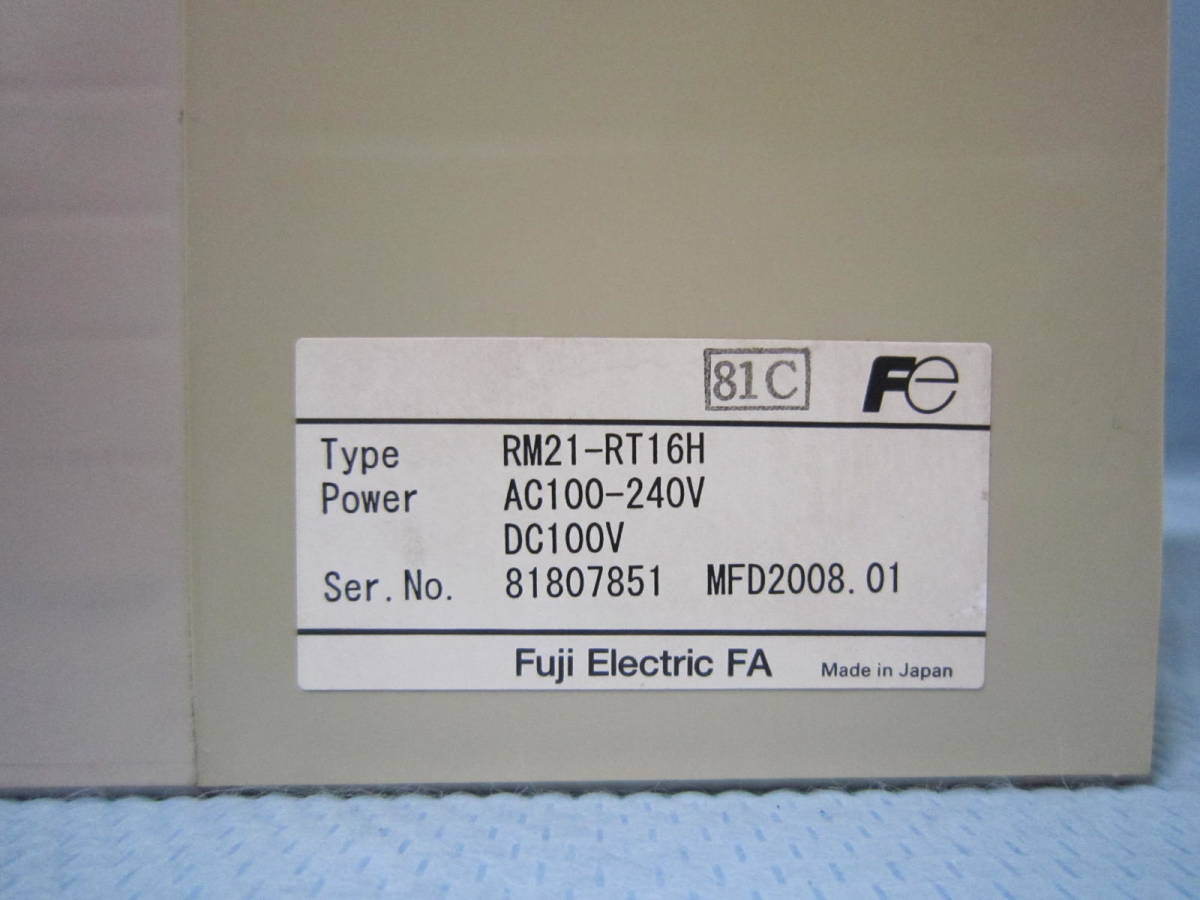 81C Fe
Type RM21-RT16H
Power AC100-240V
DC100V
Ser.No. 81807851 MFD2008.01
Fuji Electric FA Made in Japan